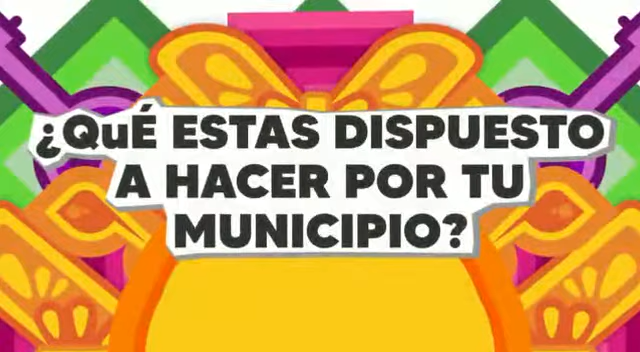 ¿QuÉ ESTAS DISPUESTO
A HACER POR TU
MUNICIPIO?